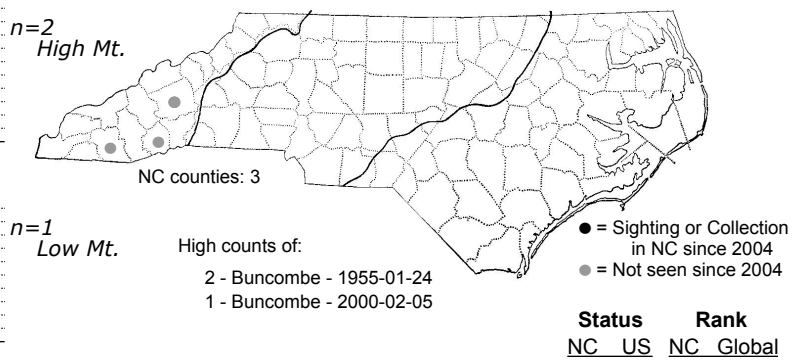 n=2
High Mt.
NC counties: 3
n=1
Low Mt.
High counts of:
2 - Buncombe - 1955-01-24
1 - Buncombe - 2000-02-05
● = Sighting or Collection
in NC since 2004
● = Not seen since 2004
Status Rank
NC US NC Global